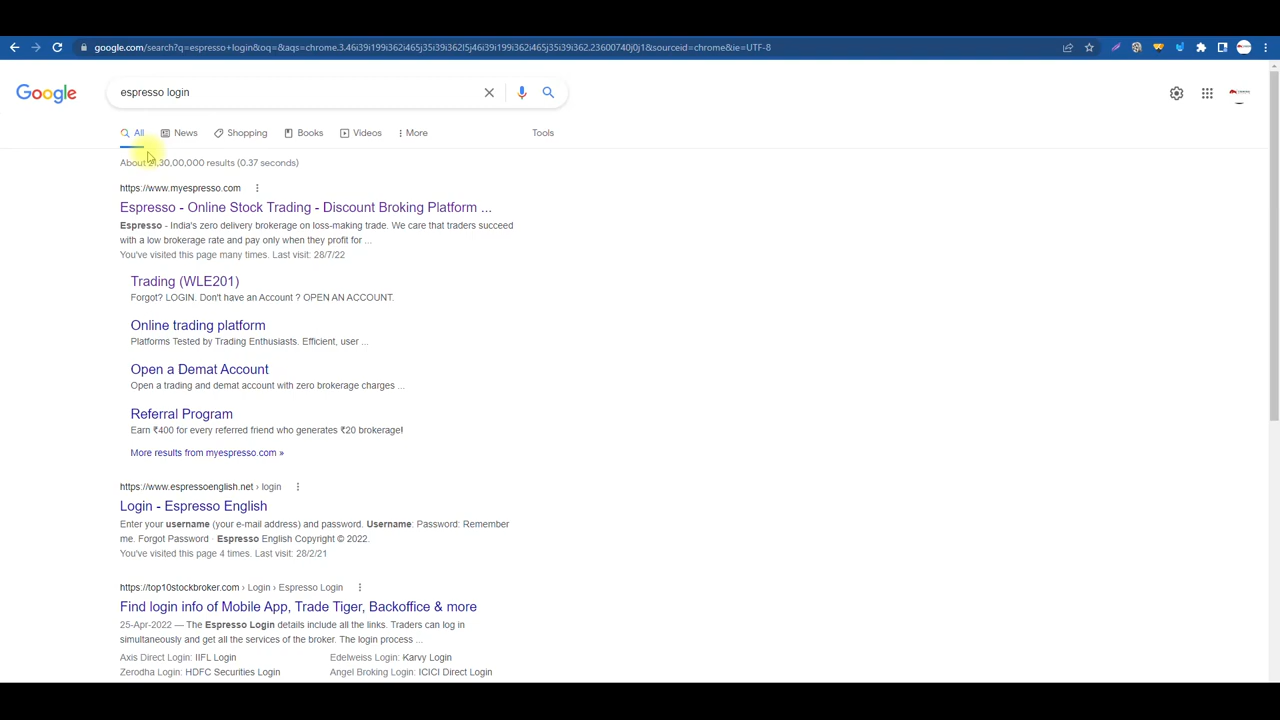 google.com/search?q=espresso+login&oq=&aqs=chrome.3.46i39i199i362i465j35i39i362l5j46i39i199i362i465j35i39i362.23600740j0j1&sourceid=chrome&ie=UTF-8
Google
espresso login
All News Shopping Books Videos More Tools
About 2,30,00,000 results (0.37 seconds)
https://www.myespresso.com
Espresso - Online Stock Trading - Discount Broking Platform ...
Espresso - India's zero delivery brokerage on loss-making trade. We care that traders succeed
with a low brokerage rate and pay only when they profit for ...
You've visited this page many times. Last visit: 28/7/22
Trading (WLE201)
Forgot? LOGIN. Don't have an Account ? OPEN AN ACCOUNT.
Online trading platform
Platforms Tested by Trading Enthusiasts. Efficient, user ...
Open a Demat Account
Open a trading and demat account with zero brokerage charges ...
Referral Program
Earn ₹400 for every referred friend who generates ₹20 brokerage!
More results from myespresso.com »
https://www.espressoenglish.net › login
Login - Espresso English
Enter your username (your e-mail address) and password. Username: Password: Remember
me. Forgot Password · Espresso English Copyright © 2022.
You've visited this page 4 times. Last visit: 28/2/21
https://top10stockbroker.com › Login › Espresso Login
Find login info of Mobile App, Trade Tiger, Backoffice & more
25-Apr-2022 — The Espresso Login details include all the links. Traders can log in
simultaneously and get all the services of the broker. The login process ...
Axis Direct Login: IIFL Login Edelweiss Login: Karvy Login
Zerodha Login: HDFC Securities Login Angel Broking Login: ICICI Direct Login